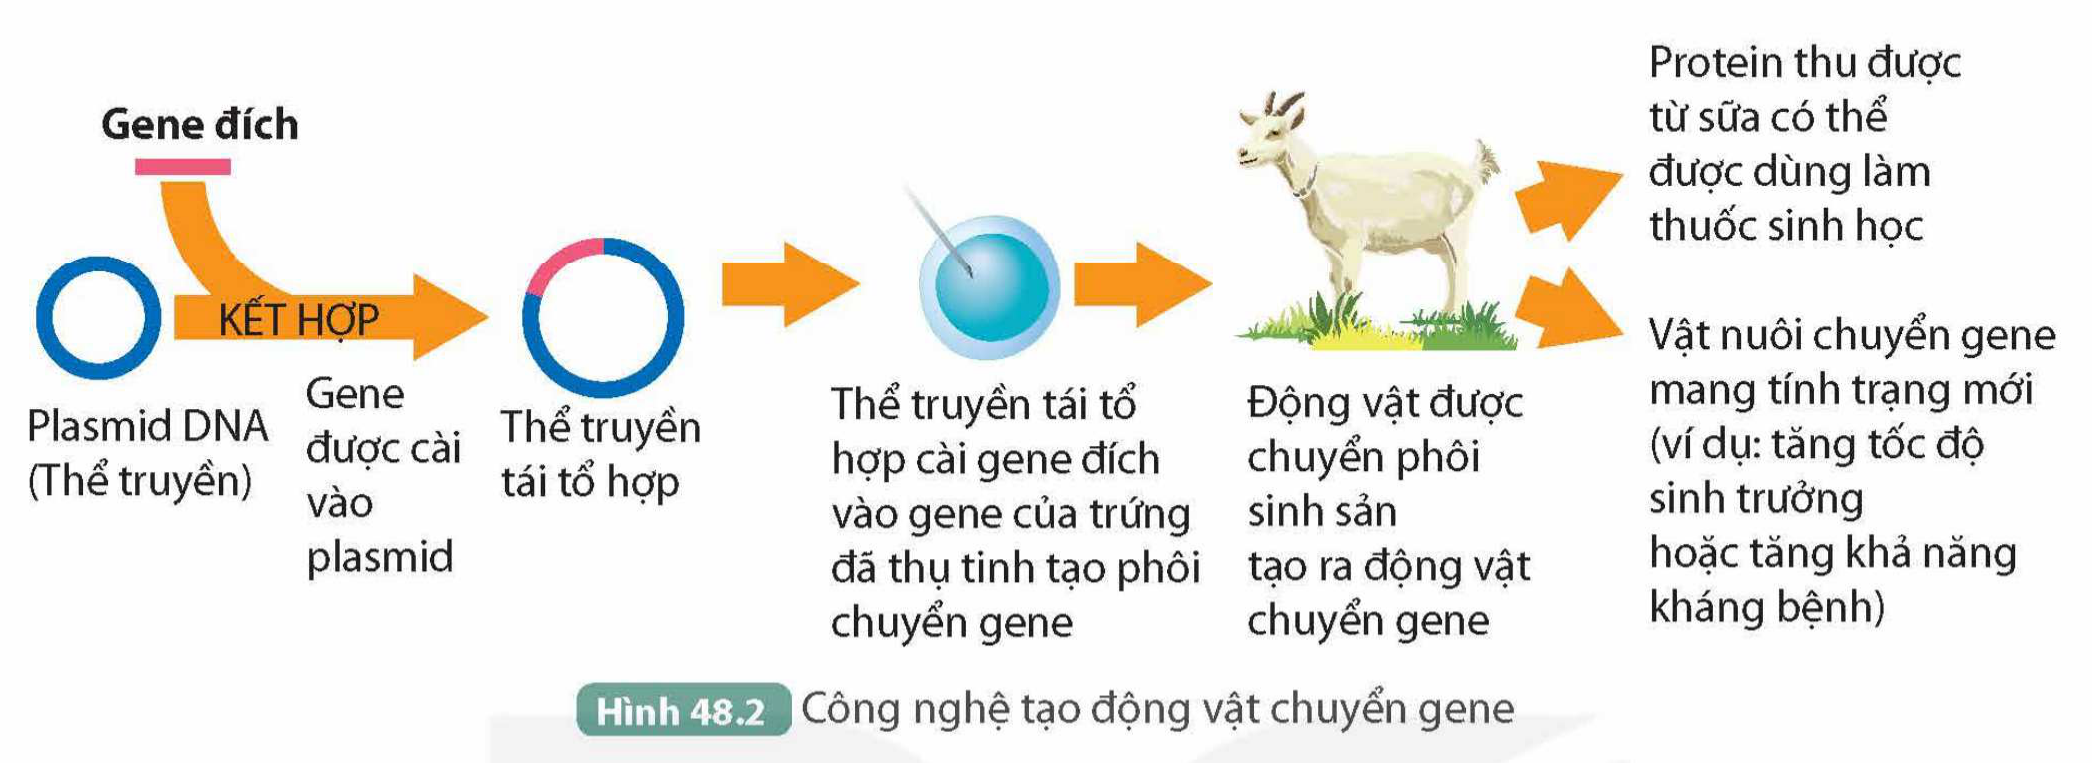 Gene đích
KẾT HỢP
Plasmid DNA
(Thể truyền)
Gene
được cài
vào
plasmid
Thể truyền
tái tổ hợp
Thể truyền tái tổ
hợp cài gene đích
vào gene của trứng
đã thụ tinh tạo phôi
chuyển gene
Động vật được
chuyển phôi
sinh sản
tạo ra động vật
chuyển gene
Protein thu được
từ sữa có thể
được dùng làm
thuốc sinh học
Vật nuôi chuyển gene
mang tính trạng mới
(ví dụ: tăng tốc độ
sinh trưởng
hoặc tăng khả năng
kháng bệnh)
Hình 48.2 Công nghệ tạo động vật chuyển gene